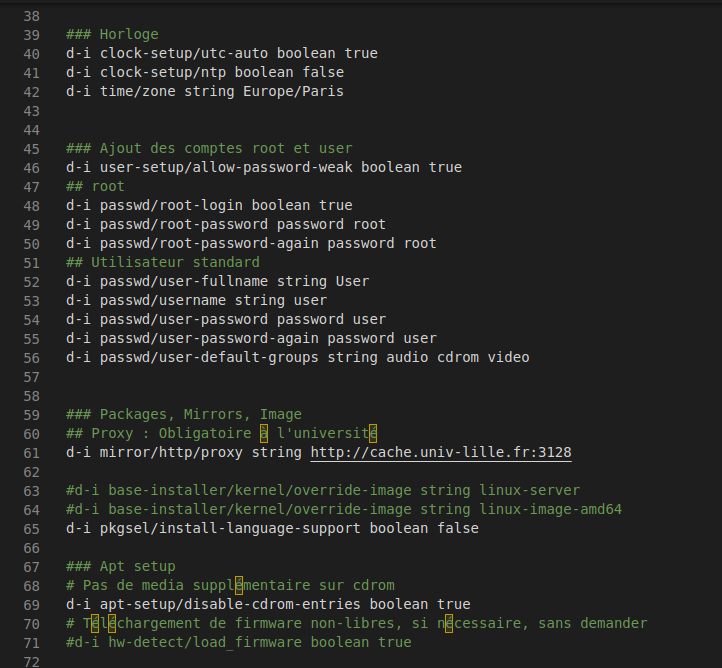 38
39 ### Horloge
40 d-i clock-setup/utc-auto boolean true
41 d-i clock-setup/ntp boolean false
42 d-i time/zone string Europe/Paris
43
44
45 ### Ajout des comptes root et user
46 d-i user-setup/allow-password-weak boolean true
47 ## root
48 d-i passwd/root-login boolean true
49 d-i passwd/root-password password root
50 d-i passwd/root-password-again password root
51 ## Utilisateur standard
52 d-i passwd/user-fullname string User
53 d-i passwd/username string user
54 d-i passwd/user-password password user
55 d-i passwd/user-password-again password user
56 d-i passwd/user-default-groups string audio cdrom video
57
58
59 ### Packages, Mirrors, Image
60 ## Proxy : Obligatoire à l'université
61 d-i mirror/http/proxy string http://cache.univ-lille.fr:3128
62
63 #d-i base-installer/kernel/override-image string linux-server
64 #d-i base-installer/kernel/override-image string linux-image-amd64
65 d-i pkgsel/install-language-support boolean false
66
67 ### Apt setup
68 # Pas de media supplémentaire sur cdrom
69 d-i apt-setup/disable-cdrom-entries boolean true
70 # Téléchargement de firmware non-libres, si nécessaire, sans demander
71 #d-i hw-detect/load_firmware boolean true
72